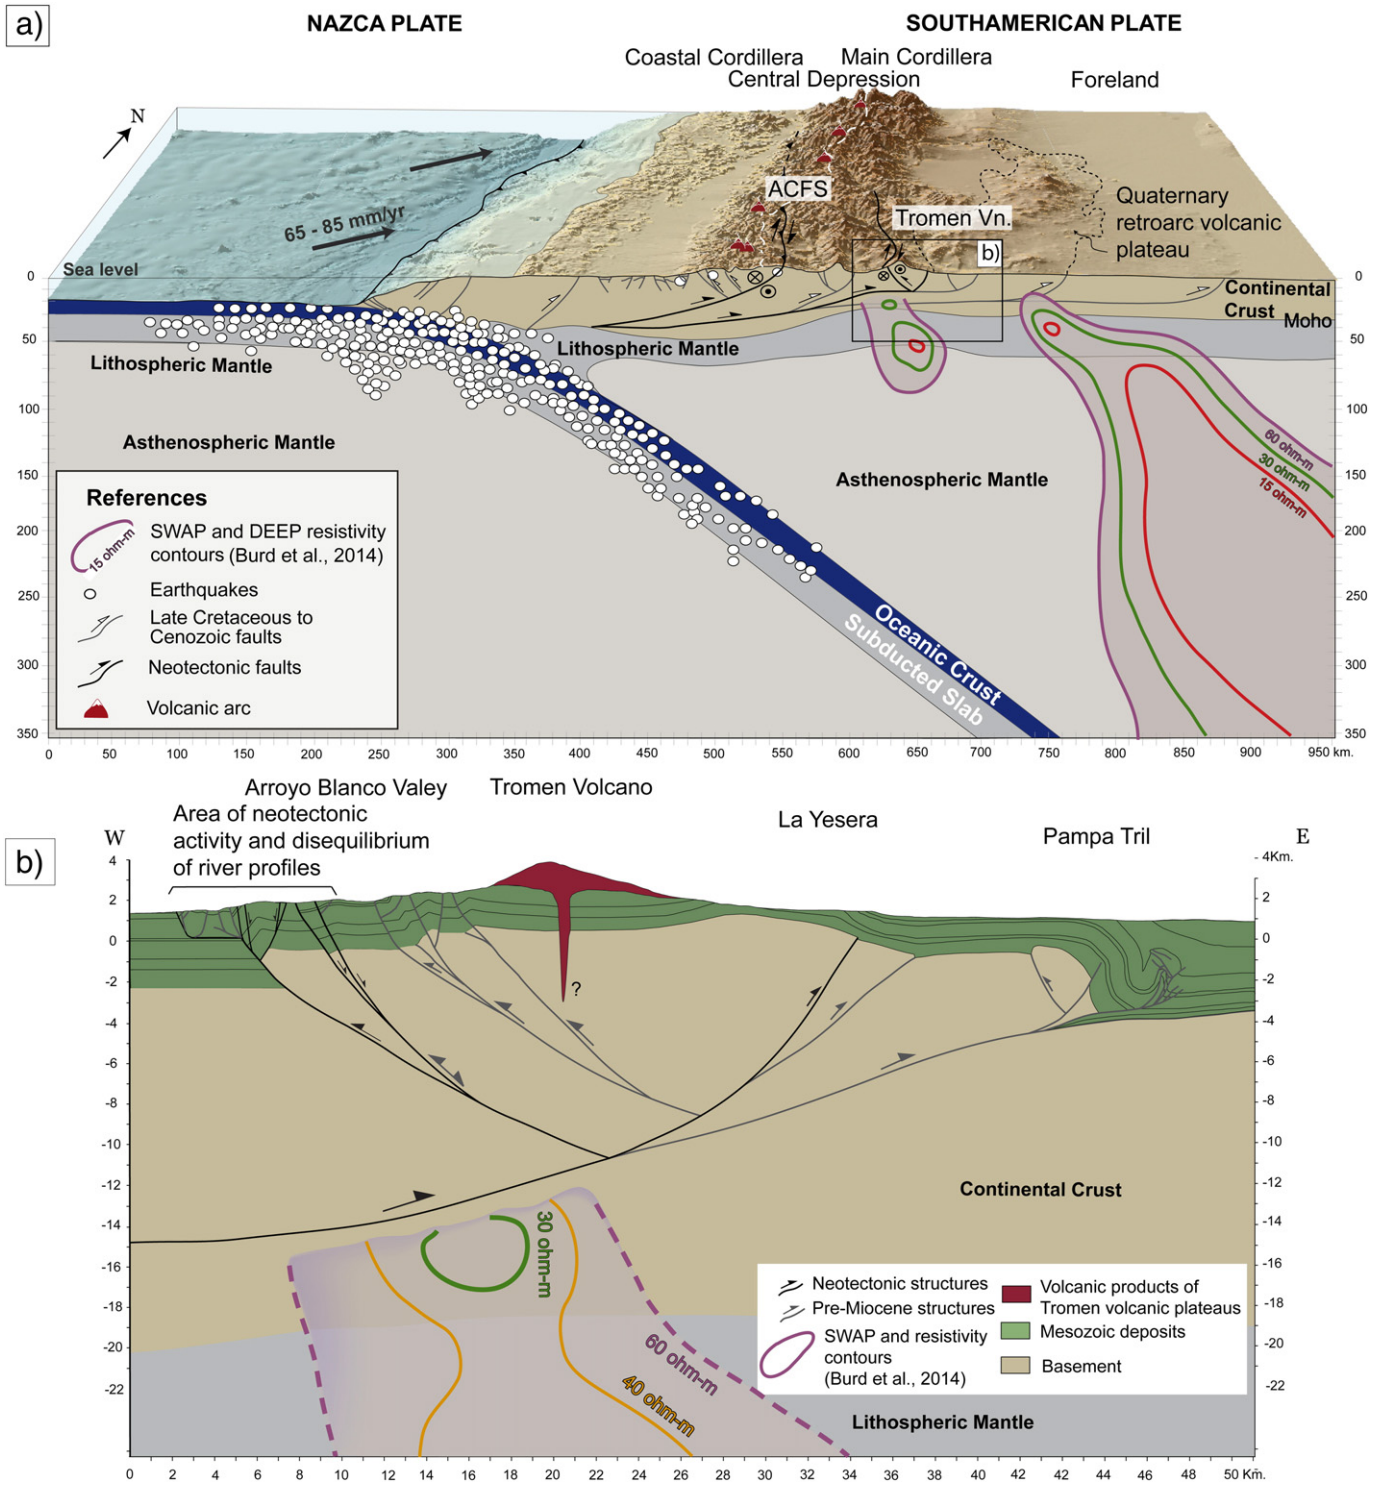 a)
NAZCA PLATE
SOUTHAMERICAN PLATE
Coastal Cordillera
Main Cordillera
Central Depression
Foreland
N
ACFS
Tromen Vn.
Quaternary
retroarc volcanic
plateau
65 - 85 mm/yr
b)
Sea level
Continental
Crust
Moho
Lithospheric Mantle
Lithospheric Mantle
Asthenospheric Mantle
Asthenospheric Mantle
60 ohm-m
30 ohm-m
15 ohm-m
Oceanic Crust
Subducted Slab
0
50
100
150
200
250
300
350
0
50
100
150
200
250
300
350
References
15 ohm-m
SWAP and DEEP resistivity
contours (Burd et al., 2014)
Earthquakes
Late Cretaceous to
Cenozoic faults
Neotectonic faults
Volcanic arc
0 50 100 150 200 250 300 350 400 450 500 550 600 650 700 750 800 850 900 950 km.
b)
Arroyo Blanco Valey
Tromen Volcano
La Yesera
Pampa Tril
Area of neotectonic
activity and disequilibrium
of river profiles
W
E
4
2
0
-2
-4
-6
-8
-10
-12
-14
-16
-18
-20
-22
4Km.
2
0
-2
-4
-6
-8
-10
-12
-14
-16
-18
-20
-22
?
Continental Crust
30 ohm-m
60 ohm-m
40 ohm-m
Lithospheric Mantle
Neotectonic structures
Pre-Miocene structures
SWAP and resistivity
contours
(Burd et al., 2014)
Volcanic products of
Tromen volcanic plateaus
Mesozoic deposits
Basement
0 2 4 6 8 10 12 14 16 18 20 22 24 26 28 30 32 34 36 38 40 42 42 44 46 48 50 Km.